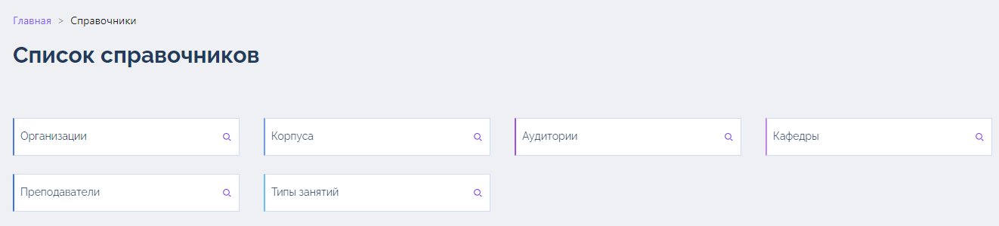 Главная > Справочники
Список справочников
Организации Корпуса Аудитории Кафедры
Преподаватели Типы занятий